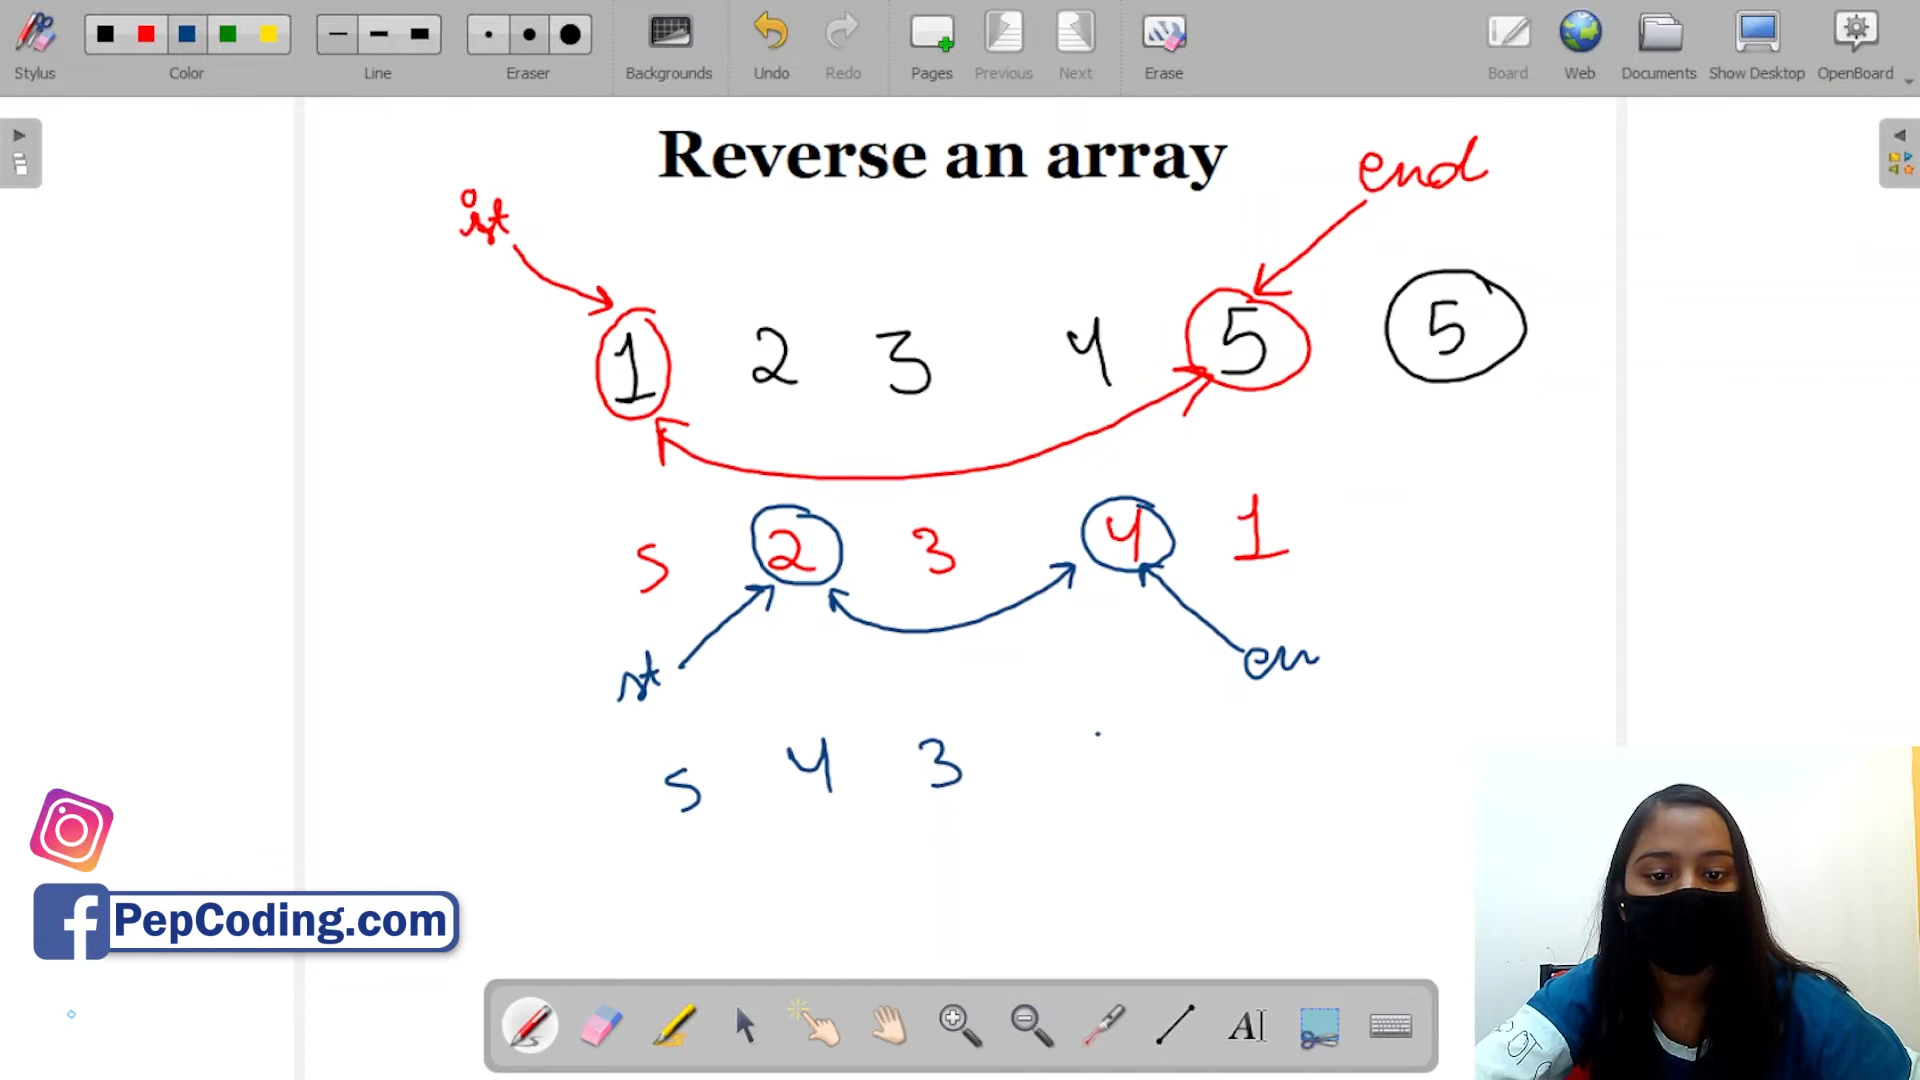 Stylus Color Line Eraser Backgrounds Undo Redo Pages Previous Next Erase Board Web Documents Show Desktop OpenBoard
Reverse an array
st end
1 2 3 4 5 5
5 2 3 4 1
st en
5 4 3
f PepCoding.com
AI